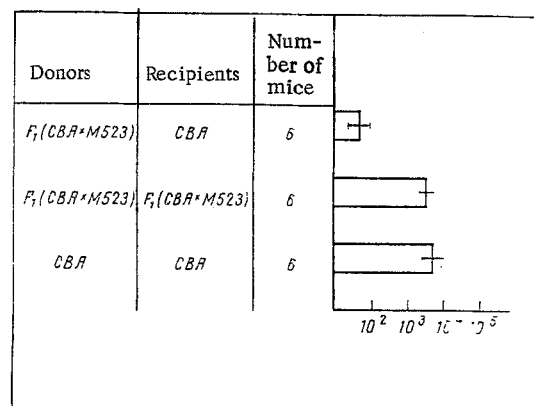 Donors
Recipients
Num-
ber of
mice
F₁(CBA×M523) CBA 6
F₁(CBA×M523) F₁(CBA×M523) 6
CBA CBA 6
10² 10³